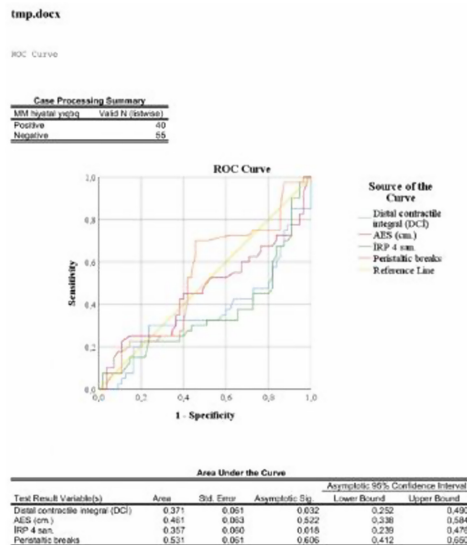 tmp.docx
ROC Curve
Case Processing Summary
MM hiyatal yxqbq Valid N (listwise)
Positive 40
Negative 55
ROC Curve
1,0
0,8
0,6
0,4
0,2
0,0
0,0 0,2 0,4 0,6 0,8 1,0
Sensitivity
1 - Specificity
Source of the
Curve
Distal contractile
integral (DCİ)
AES (cm.)
İRP 4 san.
Peristaltic breaks
Reference Line
Area Under the Curve
Asymptotic 95% Confidence Interval
Test Result Variable(s) Area Std. Error Asymptotic Sig. Lower Bound Upper Bound
Distal contractile integral (DCİ) 0,371 0,061 0,032 0,252 0,490
AES (cm.) 0,461 0,063 0,522 0,338 0,584
İRP 4 san. 0,357 0,060 0,018 0,239 0,475
Peristaltic breaks 0,531 0,061 0,606 0,412 0,650